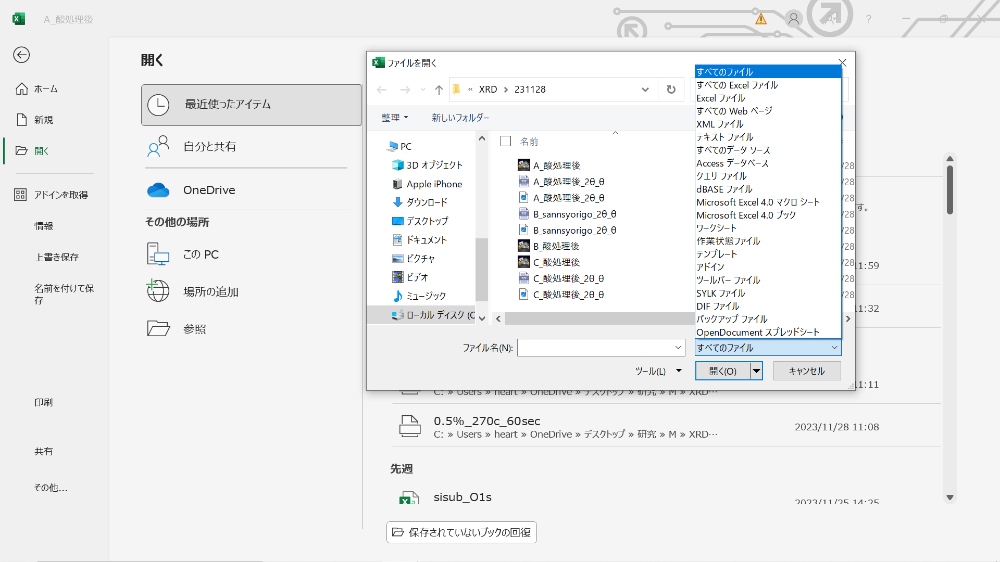 A_酸処理後
?
ホーム
新規
開く
アドインを取得
情報
上書き保存
名前を付けて保
存
印刷
共有
その他...
開く
最近使ったアイテム
自分と共有
OneDrive
その他の場所
この PC
場所の追加
参照
ファイルを開く
« XRD › 231128
整理
新しいフォルダー
PC
3D オブジェクト
Apple iPhone
ダウンロード
デスクトップ
ドキュメント
ピクチャ
ビデオ
ミュージック
ローカル ディスク (C
名前
A_酸処理後
A_酸処理後_2θ_θ
A_酸処理後_2θ_θ
B_sannsyorigo_2θ_θ
B_sannsyorigo_2θ_θ
B_酸処理後
C_酸処理後
C_酸処理後_2θ_θ
C_酸処理後_2θ_θ
すべてのファイル
すべての Excel ファイル
Excel ファイル
すべての Web ページ
XML ファイル
テキスト ファイル
すべてのデータ ソース
Access データベース
クエリ ファイル
dBASE ファイル
Microsoft Excel 4.0 マクロ シート
Microsoft Excel 4.0 ブック
ワークシート
作業状態ファイル
テンプレート
アドイン
ツールバー ファイル
SYLK ファイル
DIF ファイル
バックアップ ファイル
OpenDocument スプレッドシート
/28
/28
/28
/28
/28
/28
/28
/28
/28
す。
11:59
11:32
11:11
ファイル名(N):
すべてのファイル
ツール(L)
開く(O)
キャンセル
C: » Users » heart » OneDrive » デスクトップ » 研究 » M » XRD…
0.5%_270c_60sec
C: » Users » heart » OneDrive » デスクトップ » 研究 » M » XRD…
2023/11/28 11:08
先週
sisub_O1s
2023/11/25 14:25
保存されていないブックの回復